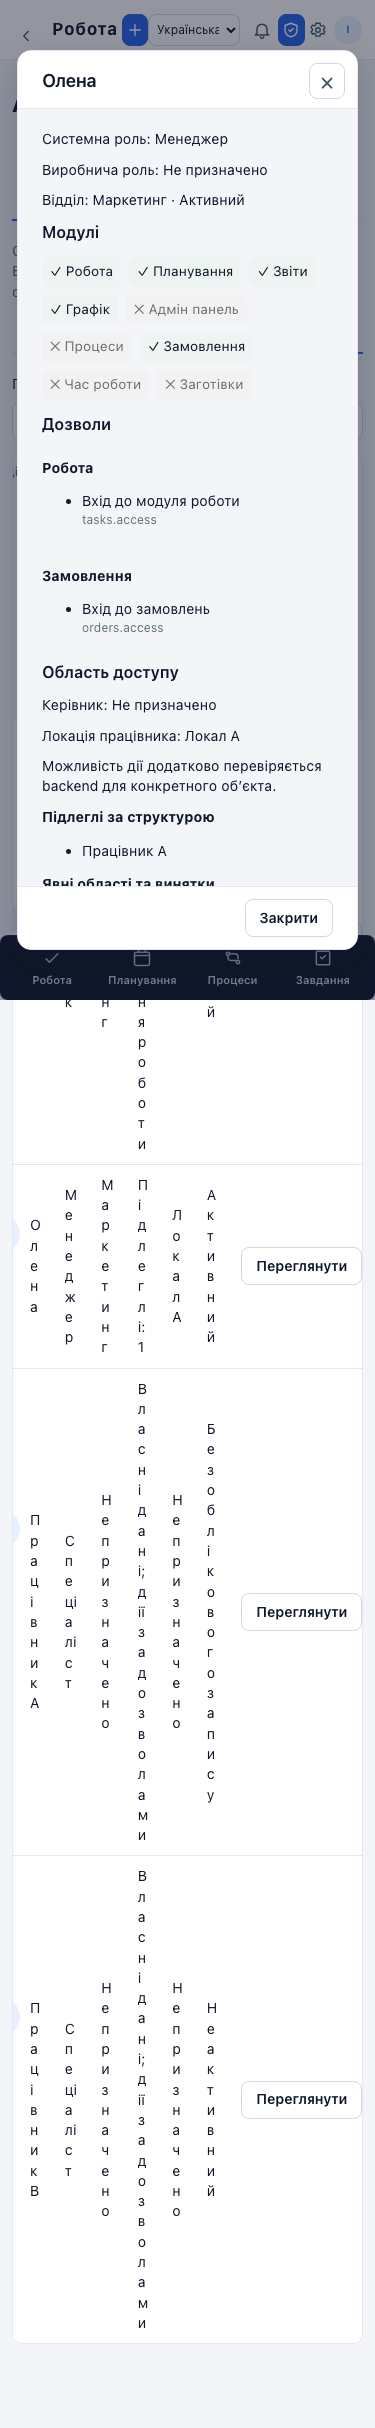 Робота
Українська
І
Олена
Системна роль: Менеджер
Виробнича роль: Не призначено
Відділ: Маркетинг · Активний
Модулі
Робота
Планування
Звіти
Графік
Адмін панель
Процеси
Замовлення
Час роботи
Заготівки
Дозволи
Робота
Вхід до модуля роботи
tasks.access
Замовлення
Вхід до замовлень
orders.access
Область доступу
Керівник: Не призначено
Локація працівника: Локал А
Можливість дії додатково перевіряється
backend для конкретного об’єкта.
Підлеглі за структурою
Працівник А
Явні області та винятки
Закрити
Робота
Планування
Процеси
Завдання
к
н
г
н
я
р
о
б
о
т
и
й
Олена
Менеджер
Маркетинг
Підлеглі: 1
Локал А
Активний
Переглянути
Працівник А
Спеціаліст
Не призначено
Власні дані; дії за дозволами
Не призначено
Без облікового запису
Переглянути
Працівник В
Спеціаліст
Не призначено
Власні дані; дії за дозволами
Не призначено
Неактивний
Переглянути